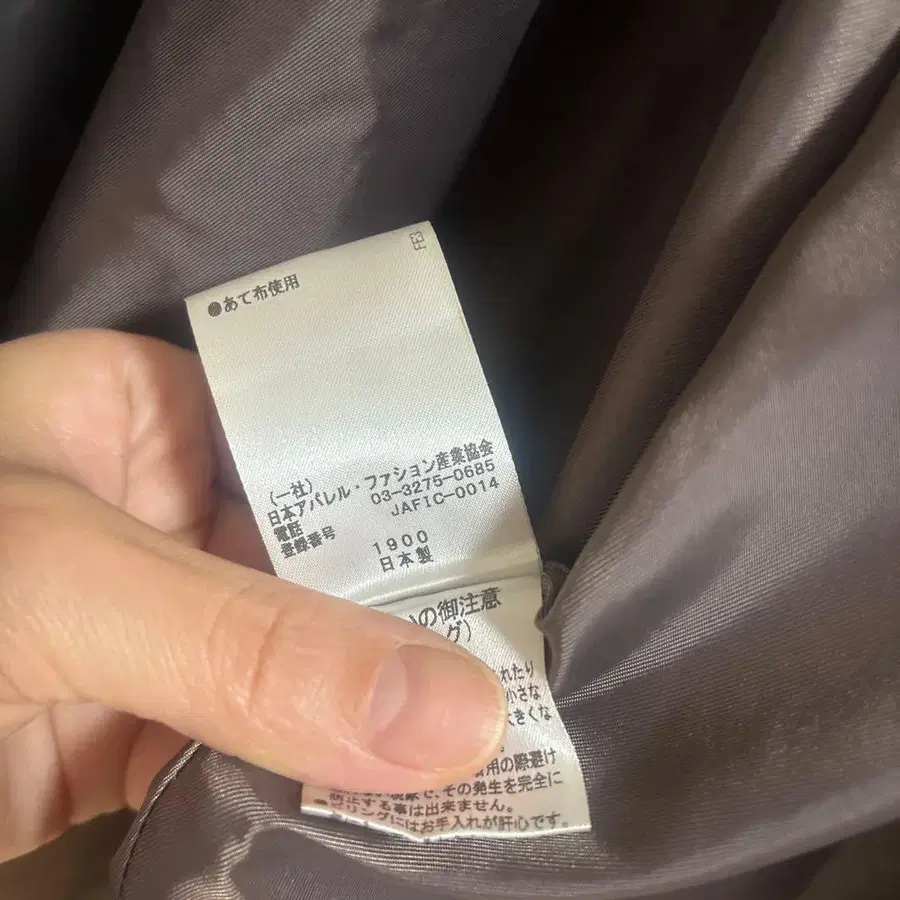 ●あて布使用
(一社)
日本アパレル・ファション産業協会
電話 03-3275-0685
登録番号 JAFIC-0014
1900
日本製
の御注意
グ)
れたり
小さな
きくな
用の際避け
で、その発生を完全に
する事は出来ません。
リングにはお手入れが肝心です。